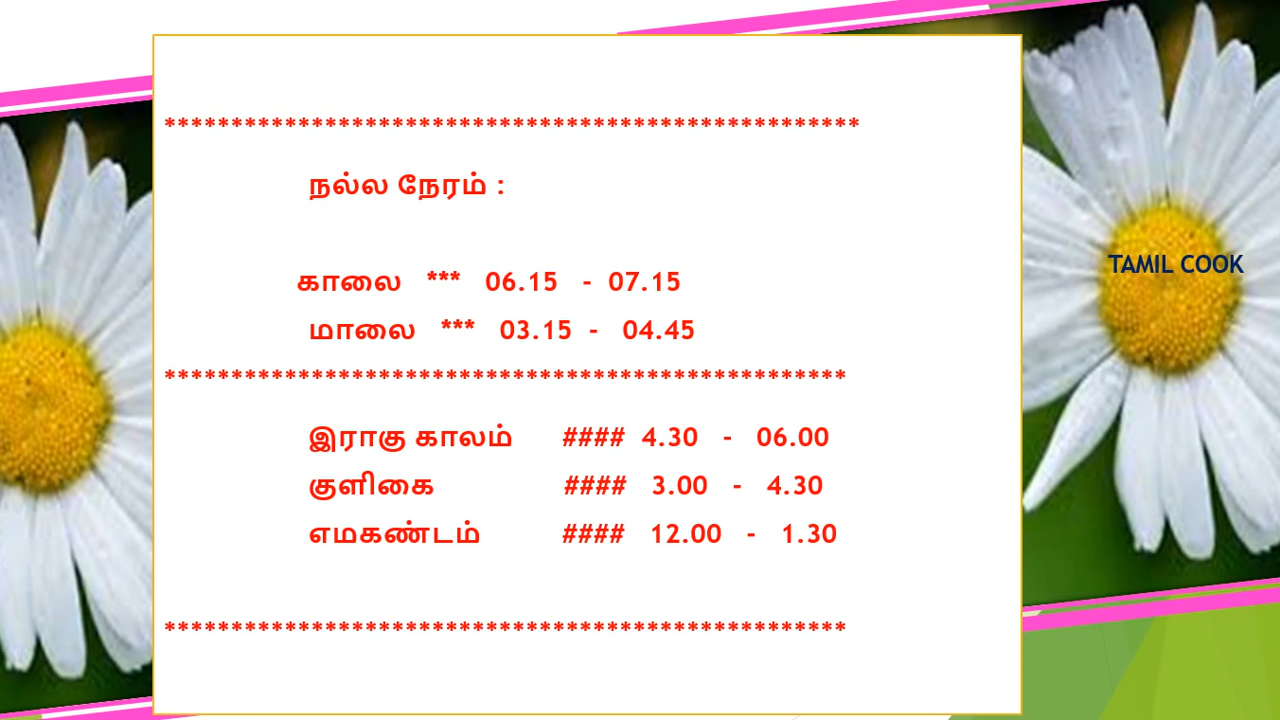 ****************************************************
நல்ல நேரம் :
காலை *** 06.15 - 07.15
மாலை *** 03.15 - 04.45
***************************************************
இராகு காலம் #### 4.30 - 06.00
குளிகை #### 3.00 - 4.30
எமகண்டம் #### 12.00 - 1.30
***************************************************
TAMIL COOK